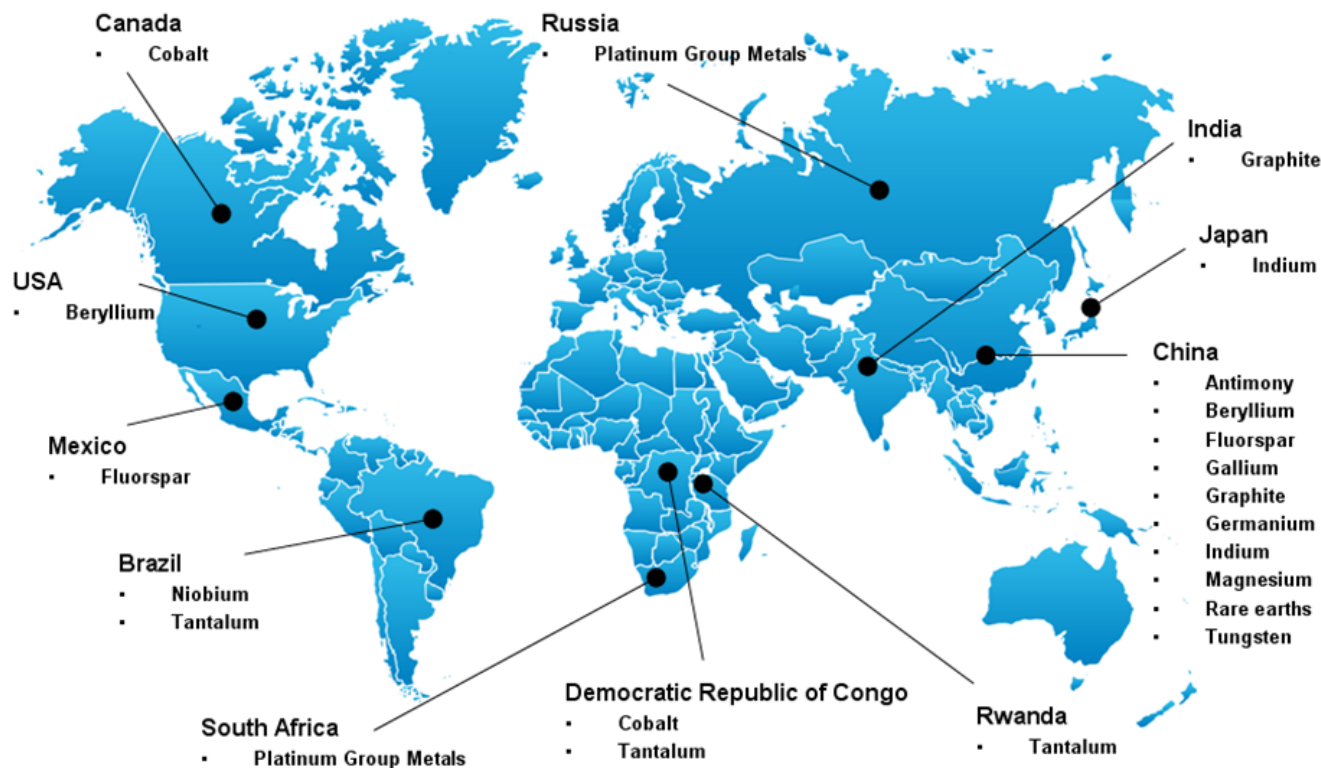 Canada
▪ Cobalt
Russia
▪ Platinum Group Metals
India
▪ Graphite
Japan
▪ Indium
USA
▪ Beryllium
China
▪ Antimony
▪ Beryllium
▪ Fluorspar
▪ Gallium
▪ Graphite
▪ Germanium
▪ Indium
▪ Magnesium
▪ Rare earths
▪ Tungsten
Mexico
▪ Fluorspar
Brazil
▪ Niobium
▪ Tantalum
South Africa
▪ Platinum Group Metals
Democratic Republic of Congo
▪ Cobalt
▪ Tantalum
Rwanda
▪ Tantalum